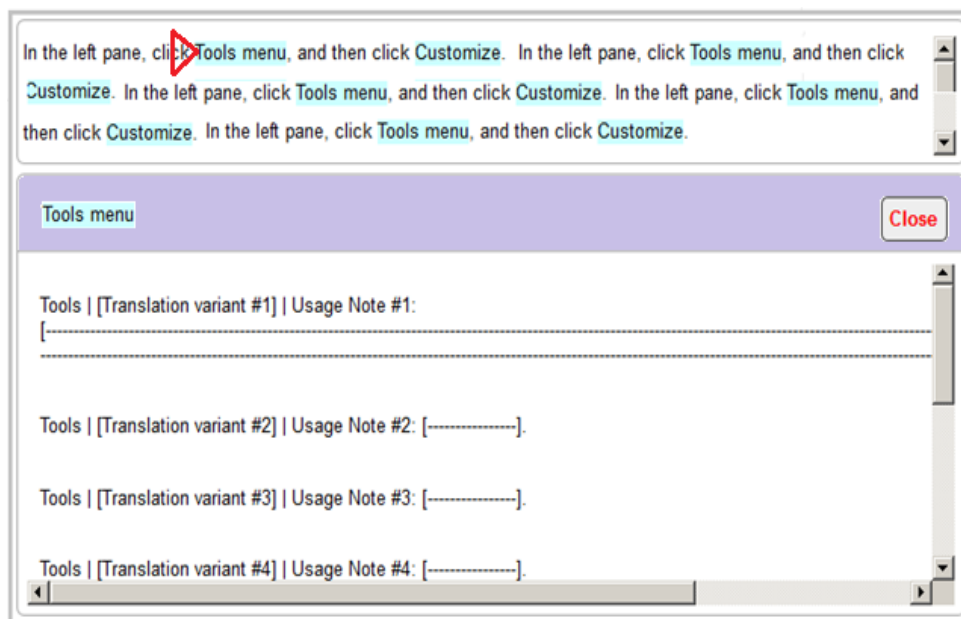 In the left pane, click Tools menu, and then click Customize. In the left pane, click Tools menu, and then click
Customize. In the left pane, click Tools menu, and then click Customize. In the left pane, click Tools menu, and
then click Customize. In the left pane, click Tools menu, and then click Customize.
Tools menu
Close
Tools | [Translation variant #1] | Usage Note #1:
[--------------------------------------------------------------------------------
--------------------------------------------------------------------------------
Tools | [Translation variant #2] | Usage Note #2: [----------------].
Tools | [Translation variant #3] | Usage Note #3: [----------------].
Tools | [Translation variant #4] | Usage Note #4: [----------------].